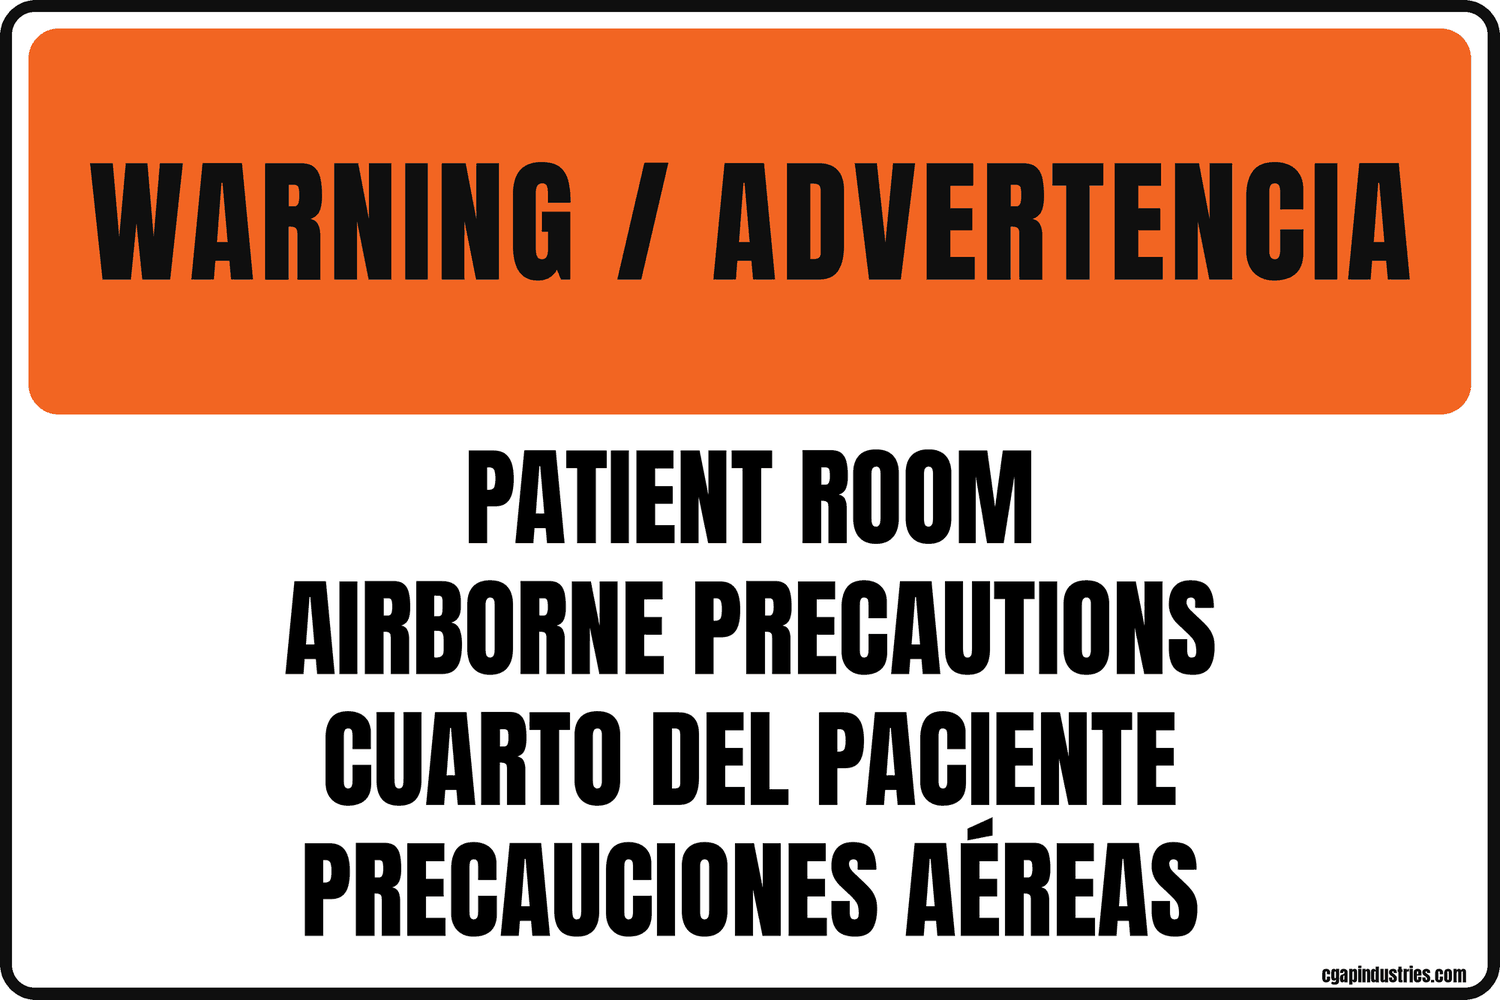 WARNING / ADVERTENCIA
PATIENT ROOM
AIRBORNE PRECAUTIONS
CUARTO DEL PACIENTE
PRECAUCIONES AÉREAS
cgapindustries.com